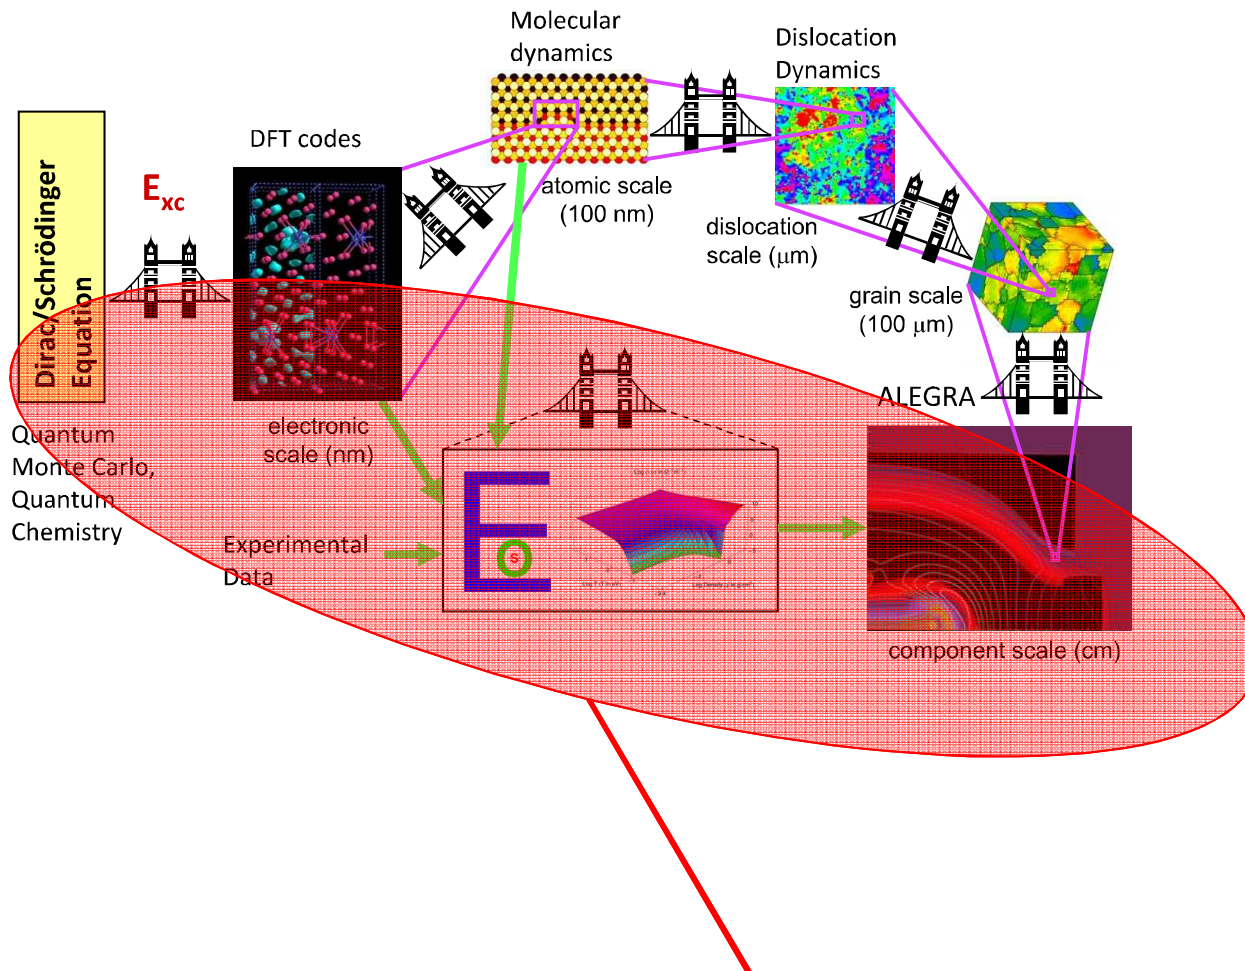 Molecular
dynamics
Dislocation
Dynamics
DFT codes
E_xc
Dirac/Schrödinger
Equation
atomic scale
(100 nm)
dislocation
scale (μm)
grain scale
(100 μm)
ALEGRA
electronic
scale (nm)
Quantum
Monte Carlo,
Quantum
Chemistry
Experimental
Data
E
S
component scale (cm)